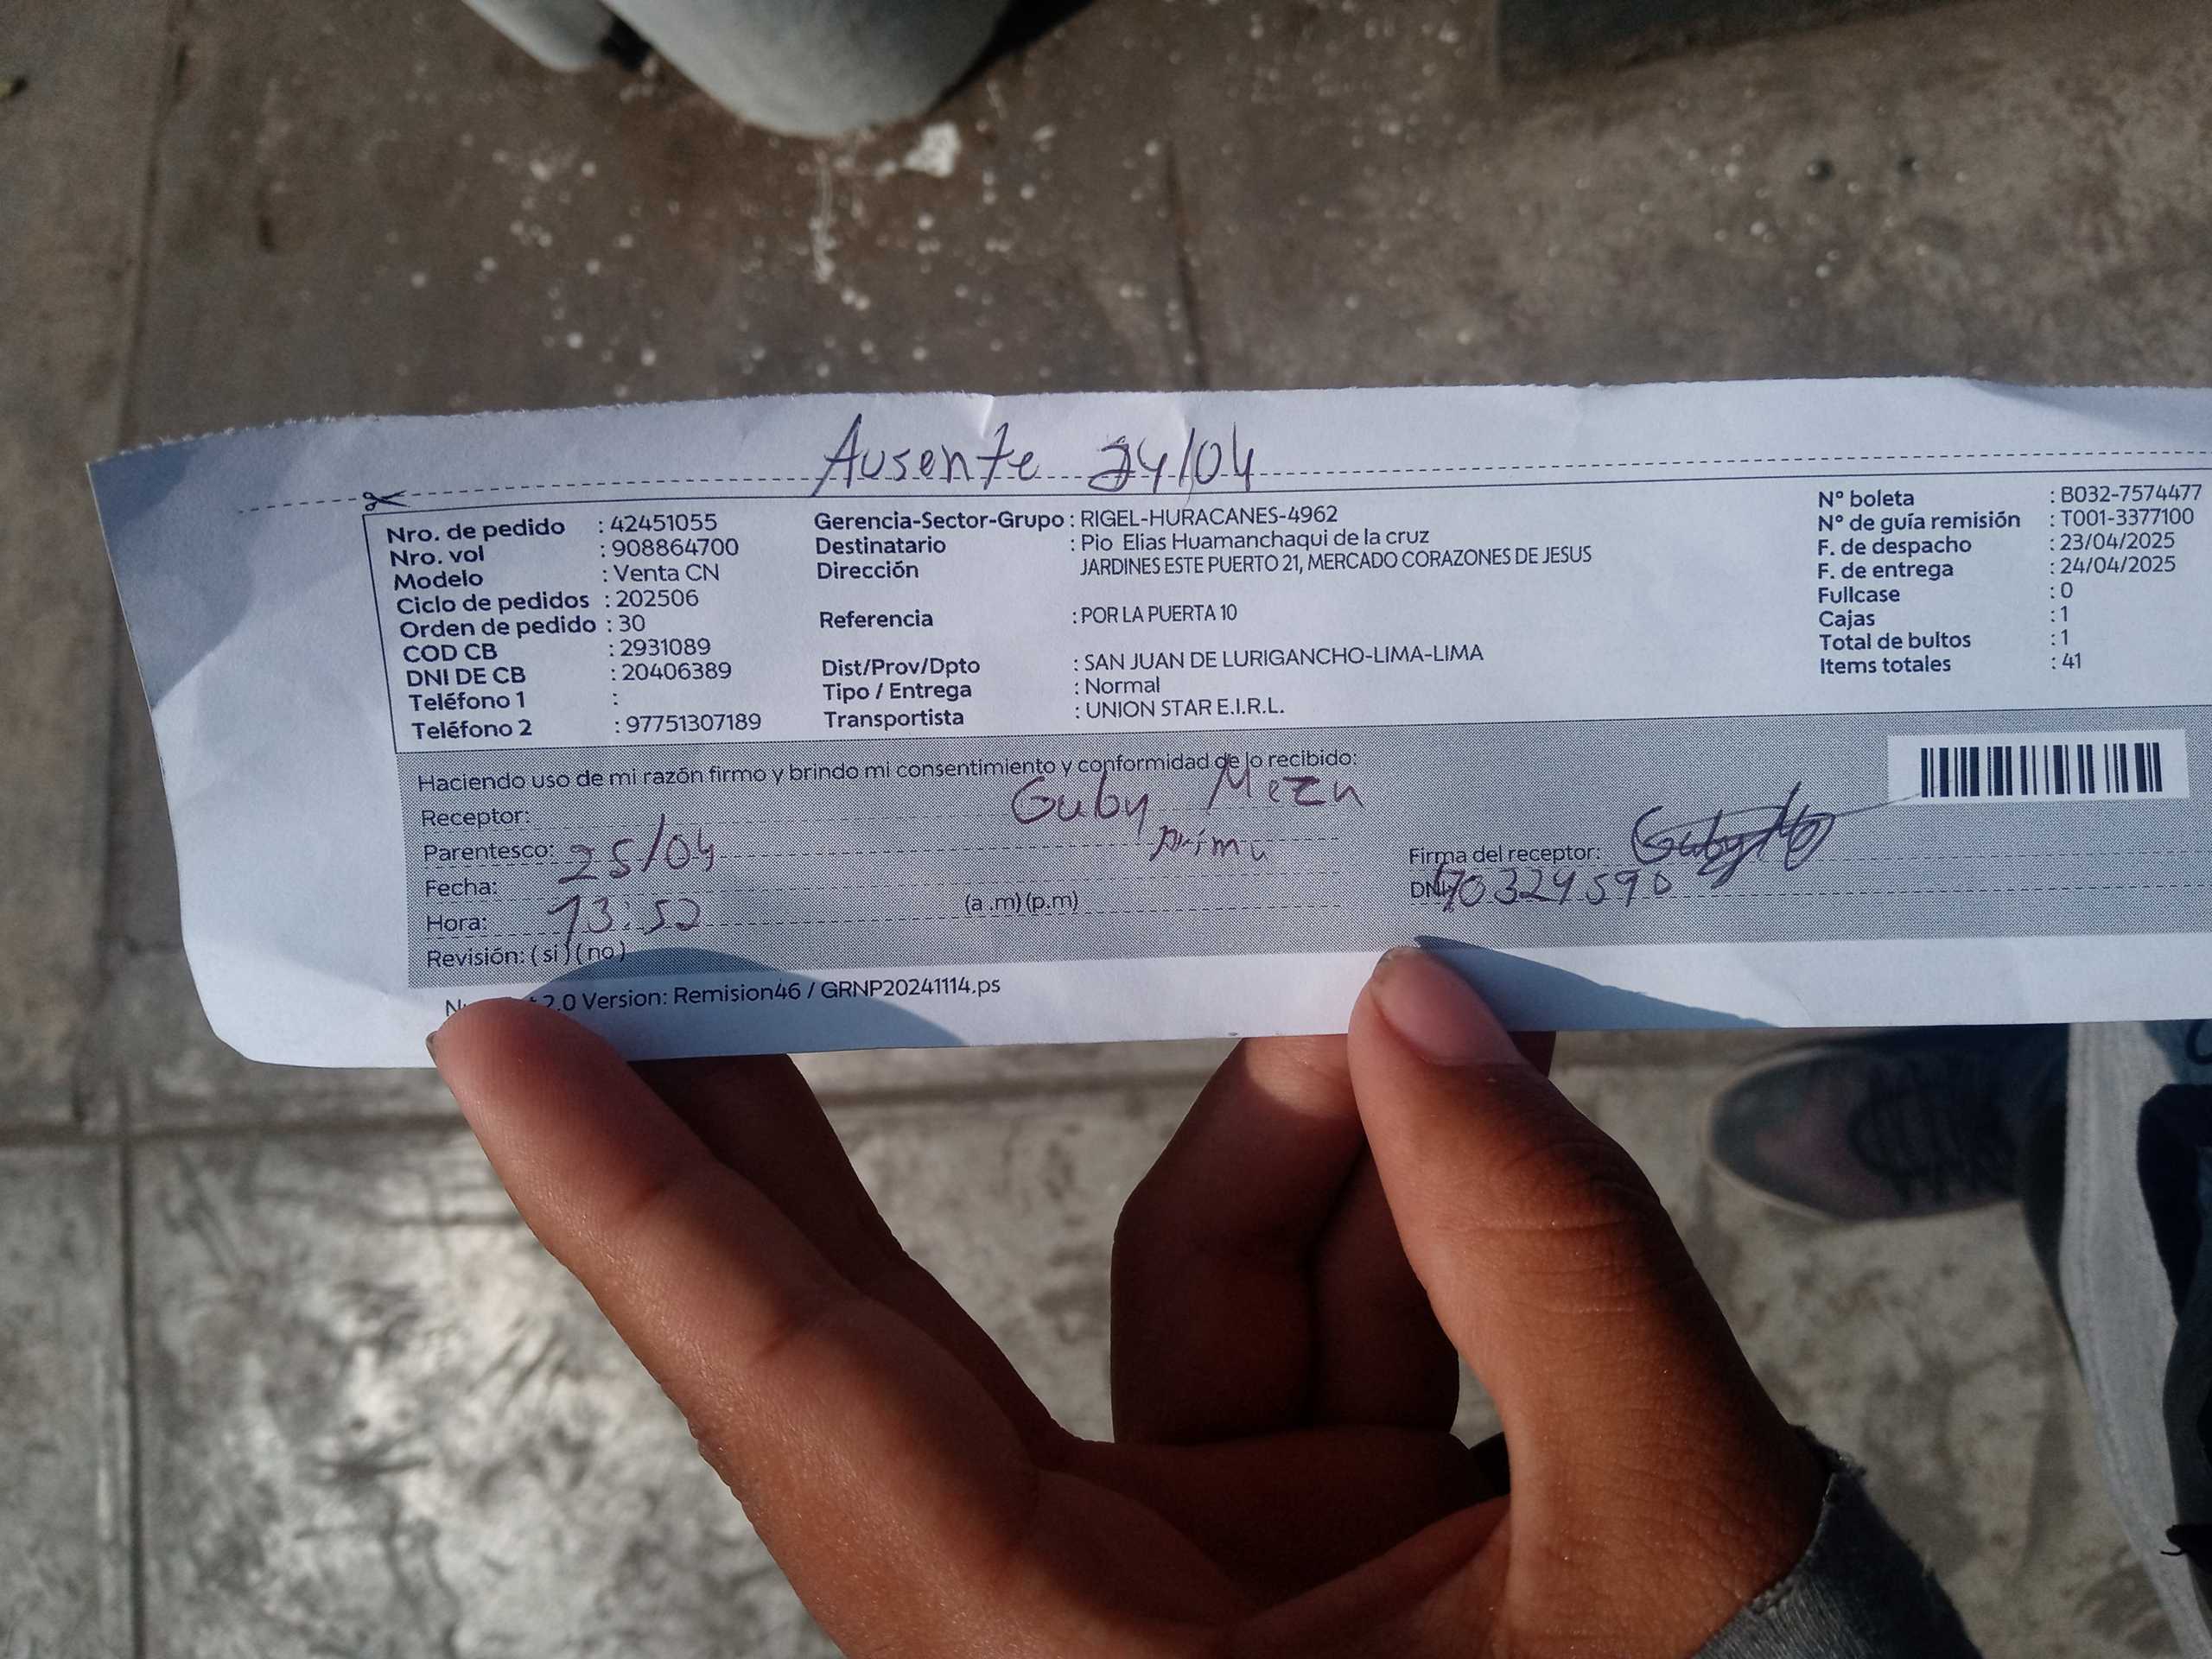 Ausente 24/04
Nro. de pedido : 42451055
Nro. vol : 908864700
Modelo : Venta CN
Ciclo de pedidos : 202506
Orden de pedido : 30
COD CB : 2931089
DNI DE CB : 20406389
Teléfono 1 :
Teléfono 2 : 97751307189
Gerencia-Sector-Grupo : RIGEL-HURACANES-4962
Destinatario : Pio Elias Huamanchaqui de la cruz
Dirección JARDINES ESTE PUERTO 21, MERCADO CORAZONES DE JESUS
Referencia : POR LA PUERTA 10
Dist/Prov/Dpto : SAN JUAN DE LURIGANCHO-LIMA-LIMA
Tipo / Entrega : Normal
Transportista : UNION STAR E.I.R.L.
N° boleta : B032-7574477
N° de guía remisión : T001-3377100
F. de despacho : 23/04/2025
F. de entrega : 24/04/2025
Fullcase : 0
Cajas : 1
Total de bultos : 1
Items totales : 41
Haciendo uso de mi razón firmo y brindo mi consentimiento y conformidad de lo recibido:
Receptor: Guby Meza
Parentesco: prima
Fecha: 25/04
Hora: 13:52 (a .m) (p.m)
Revisión: ( si ) ( no )
Firma del receptor:
DNI: 70324590
2.0 Version: Remision46 / GRNP20241114.ps